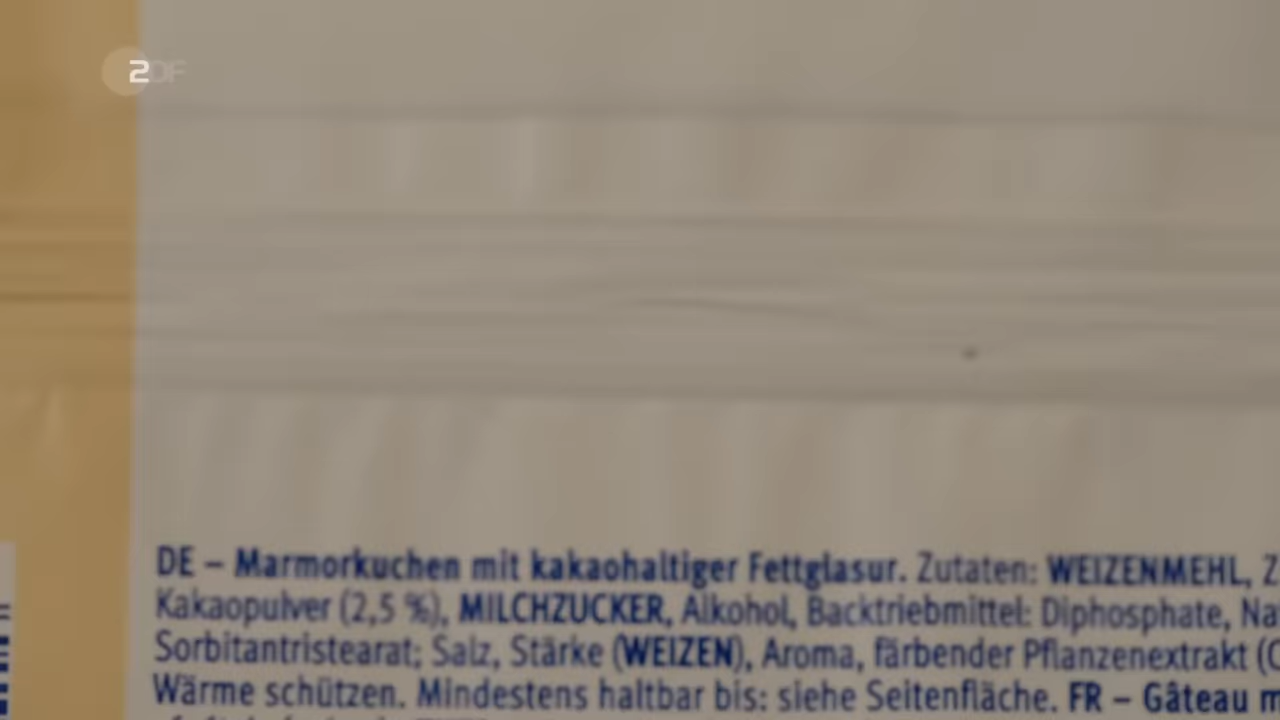 ZDF
DE – Marmorkuchen mit kakaohaltiger Fettglasur. Zutaten: WEIZENMEHL, Z
Kakaopulver (2,5 %), MILCHZUCKER, Alkohol, Backtriebmittel: Diphosphate, Na
Sorbitantristearat; Salz, Stärke (WEIZEN), Aroma, färbender Pflanzenextrakt (C
Wärme schützen. Mindestens haltbar bis: siehe Seitenfläche. FR – Gâteau m